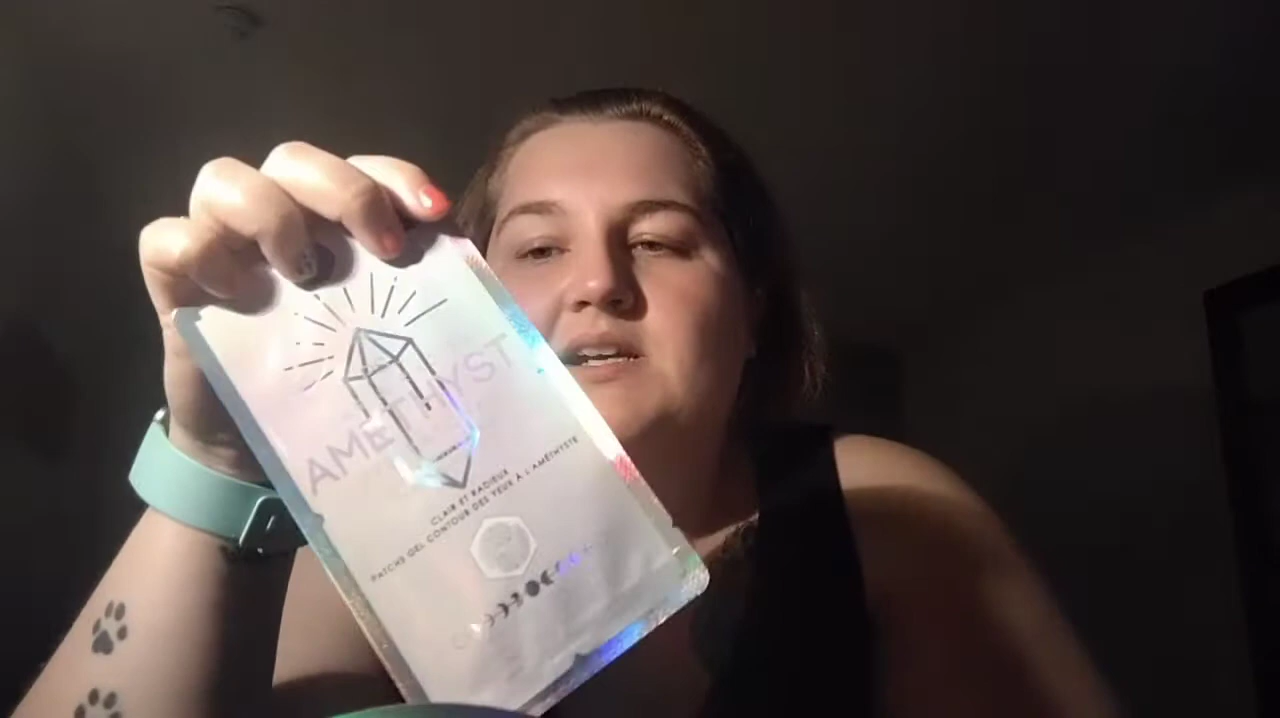 AMETHYST
CLAIR ET RADIEUX
PATCHS GEL CONTOUR DES YEUX À L'AMÉTHYSTE